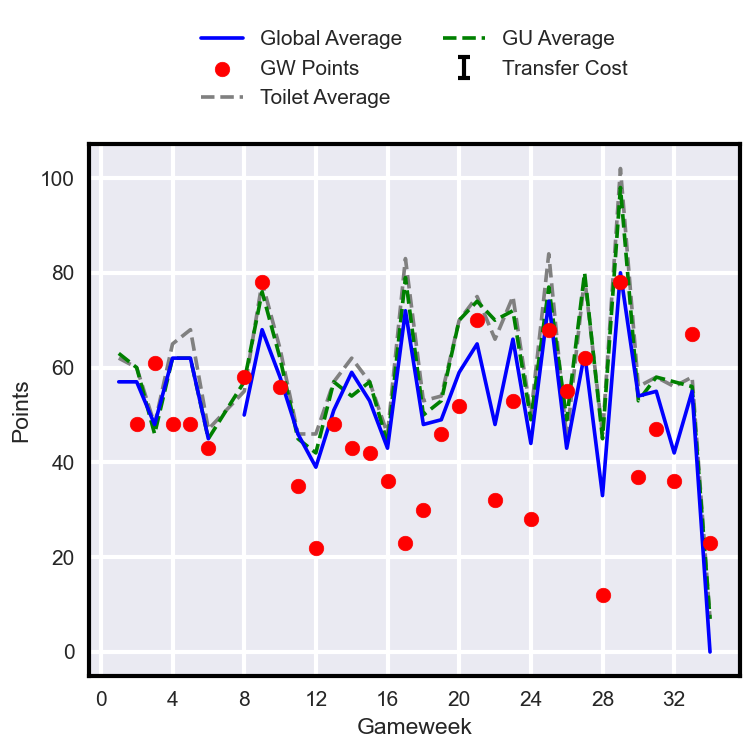 Global Average
GW Points
Toilet Average
GU Average
Transfer Cost
100
80
60
40
20
0
Points
0 4 8 12 16 20 24 28 32
Gameweek